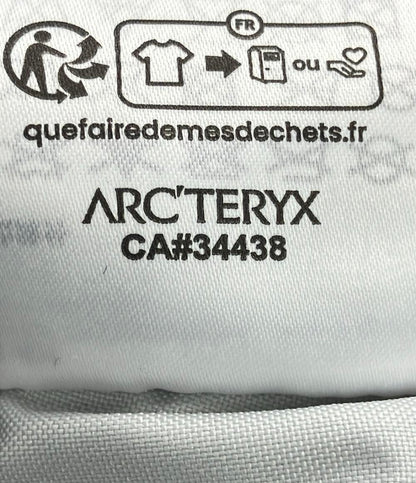 FR
ou
quefairedemesdechets.fr
ARC'TERYX
CA#34438